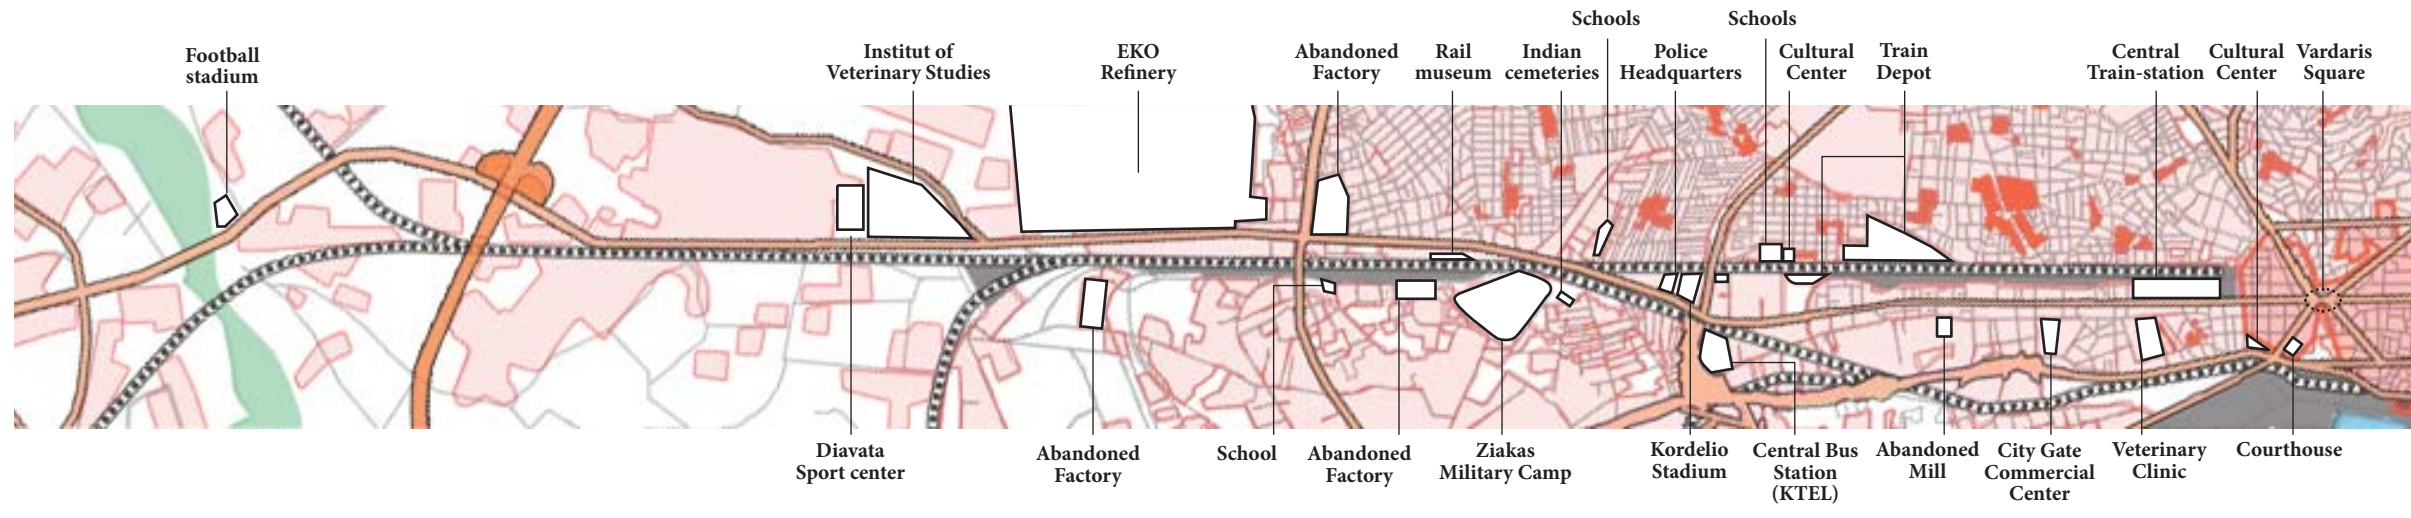 Schools
Schools
Football
stadium
Institut of
Veterinary Studies
EKO
Refinery
Abandoned
Factory
Rail
museum
Indian
cemeteries
Police
Headquarters
Cultural
Center
Train
Depot
Central
Train-station
Cultural
Center
Vardaris
Square
Diavata
Sport center
Abandoned
Factory
School
Abandoned
Factory
Ziakas
Military Camp
Kordelio
Stadium
Central Bus
Station
(KTEL)
Abandoned
Mill
City Gate
Commercial
Center
Veterinary
Clinic
Courthouse